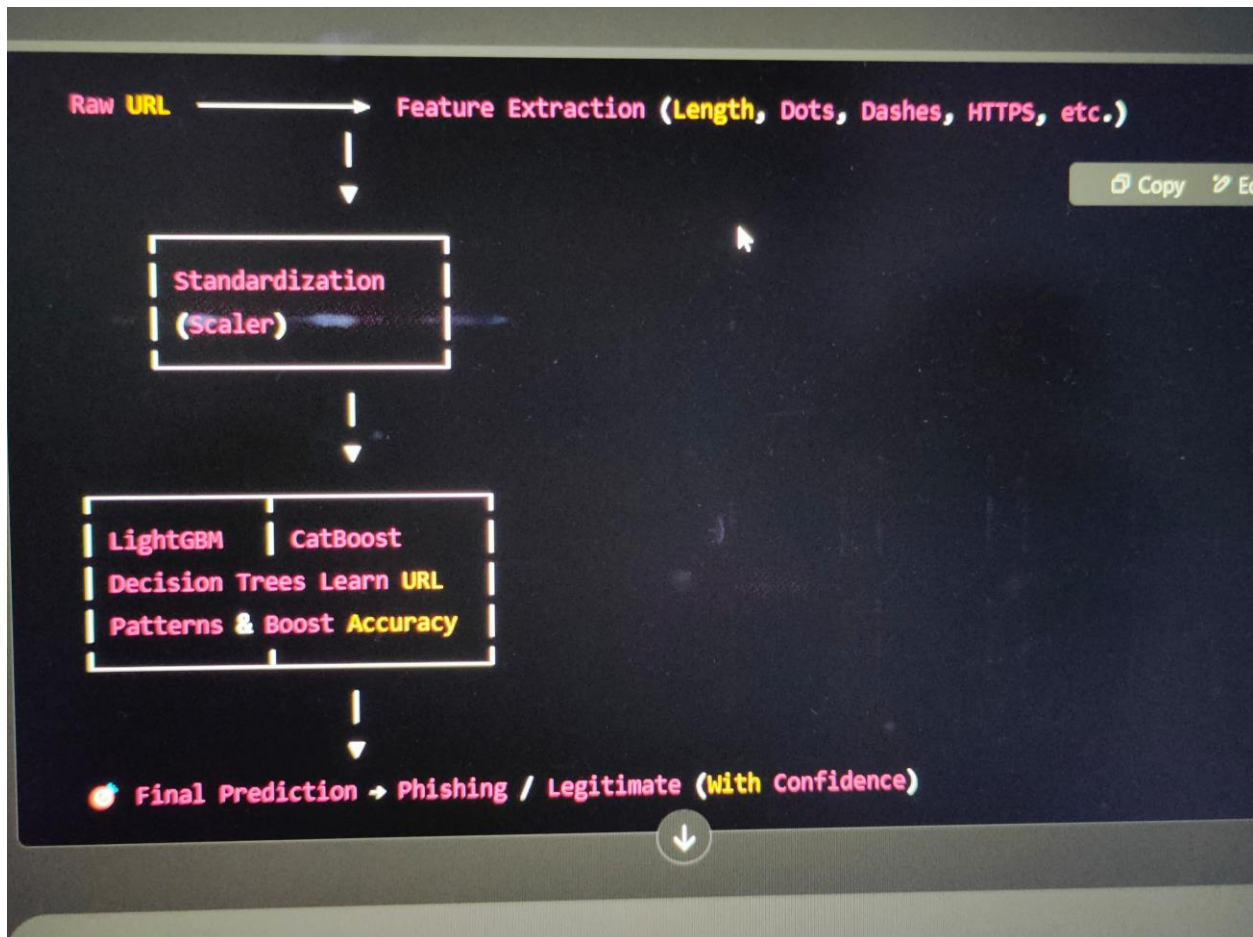 Raw URL → Feature Extraction (Length, Dots, Dashes, HTTPS, etc.)
Copy
Standardization
(Scaler)
LightGBM | CatBoost
Decision Trees Learn URL
Patterns & Boost Accuracy
Final Prediction → Phishing / Legitimate (With Confidence)